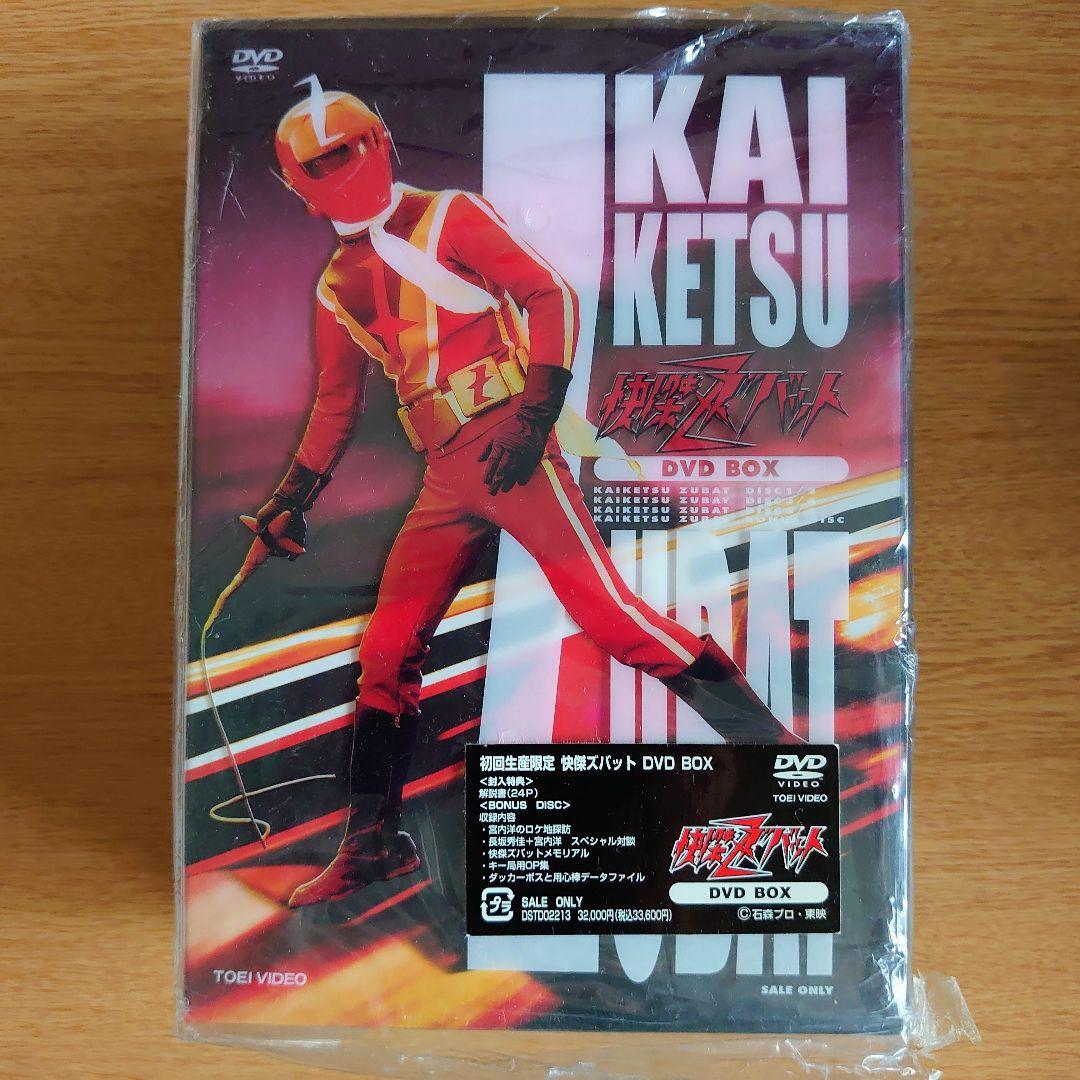 DVD
VIDEO
KAI
KETSU
快傑ズバット
DVD BOX
KAIKETSU ZUBAT DISC1/2
KAIKETSU ZUBAT
KAIKETSU ZUBAT
KAIKETSU
初回生産限定 快傑ズバット DVD BOX
<封入特典>
解説書(24P)
<BONUS DISC>
収録内容
・宮内洋のロケ地探訪
・長坂秀佳+宮内洋 スペシャル対談
・快傑ズバットメモリアル
・キー局用OP集
・ダッカーボスと用心棒データファイル
プラ
SALE ONLY
DSTD02213 32,000円(税込33,600円)
DVD
VIDEO
TOEI VIDEO
快傑ズバット
DVD BOX
©石森プロ・東映
TOEI VIDEO
SALE ONLY